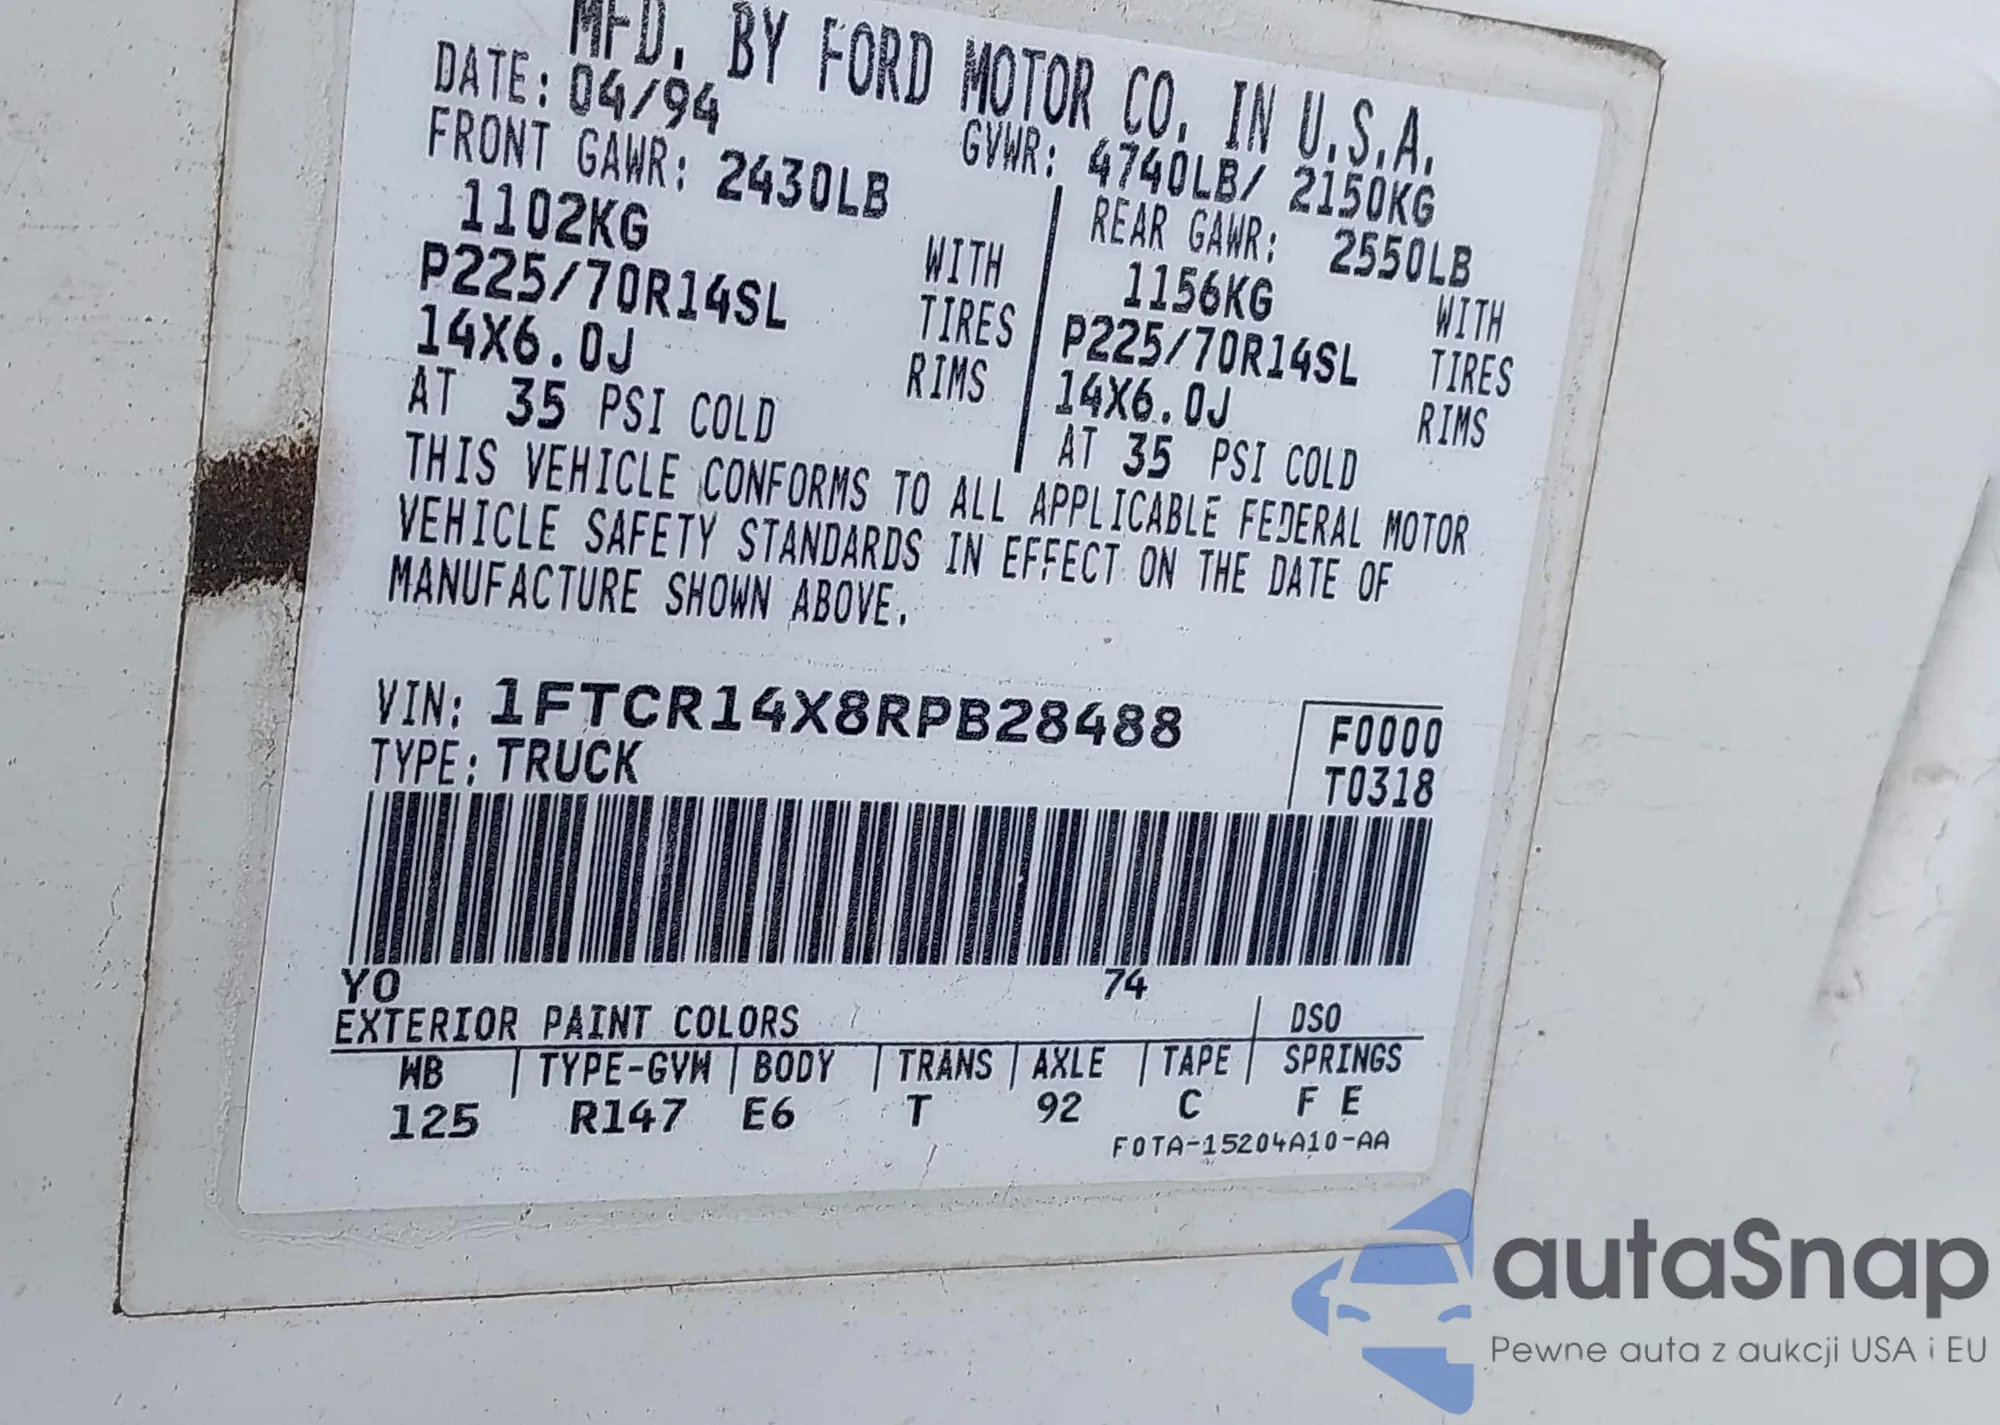 MFD. BY FORD MOTOR CO. IN U.S.A.
DATE: 04/94 GVWR: 4740LB/ 2150KG
FRONT GAWR: 2430LB REAR GAWR: 2550LB
1102KG WITH 1156KG WITH
P225/70R14SL TIRES P225/70R14SL TIRES
14X6.0J RIMS 14X6.0J RIMS
AT 35 PSI COLD AT 35 PSI COLD
THIS VEHICLE CONFORMS TO ALL APPLICABLE FEDERAL MOTOR
VEHICLE SAFETY STANDARDS IN EFFECT ON THE DATE OF
MANUFACTURE SHOWN ABOVE.
VIN: 1FTCR14X8RPB28488 F0000
TYPE: TRUCK T0318
YO 74
EXTERIOR PAINT COLORS DSO
WB TYPE-GVW BODY TRANS AXLE TAPE SPRINGS
125 R147 E6 T 92 C F E
F0TA-15204A10-AA
autaSnap
Pewne auta z aukcji USA i EU